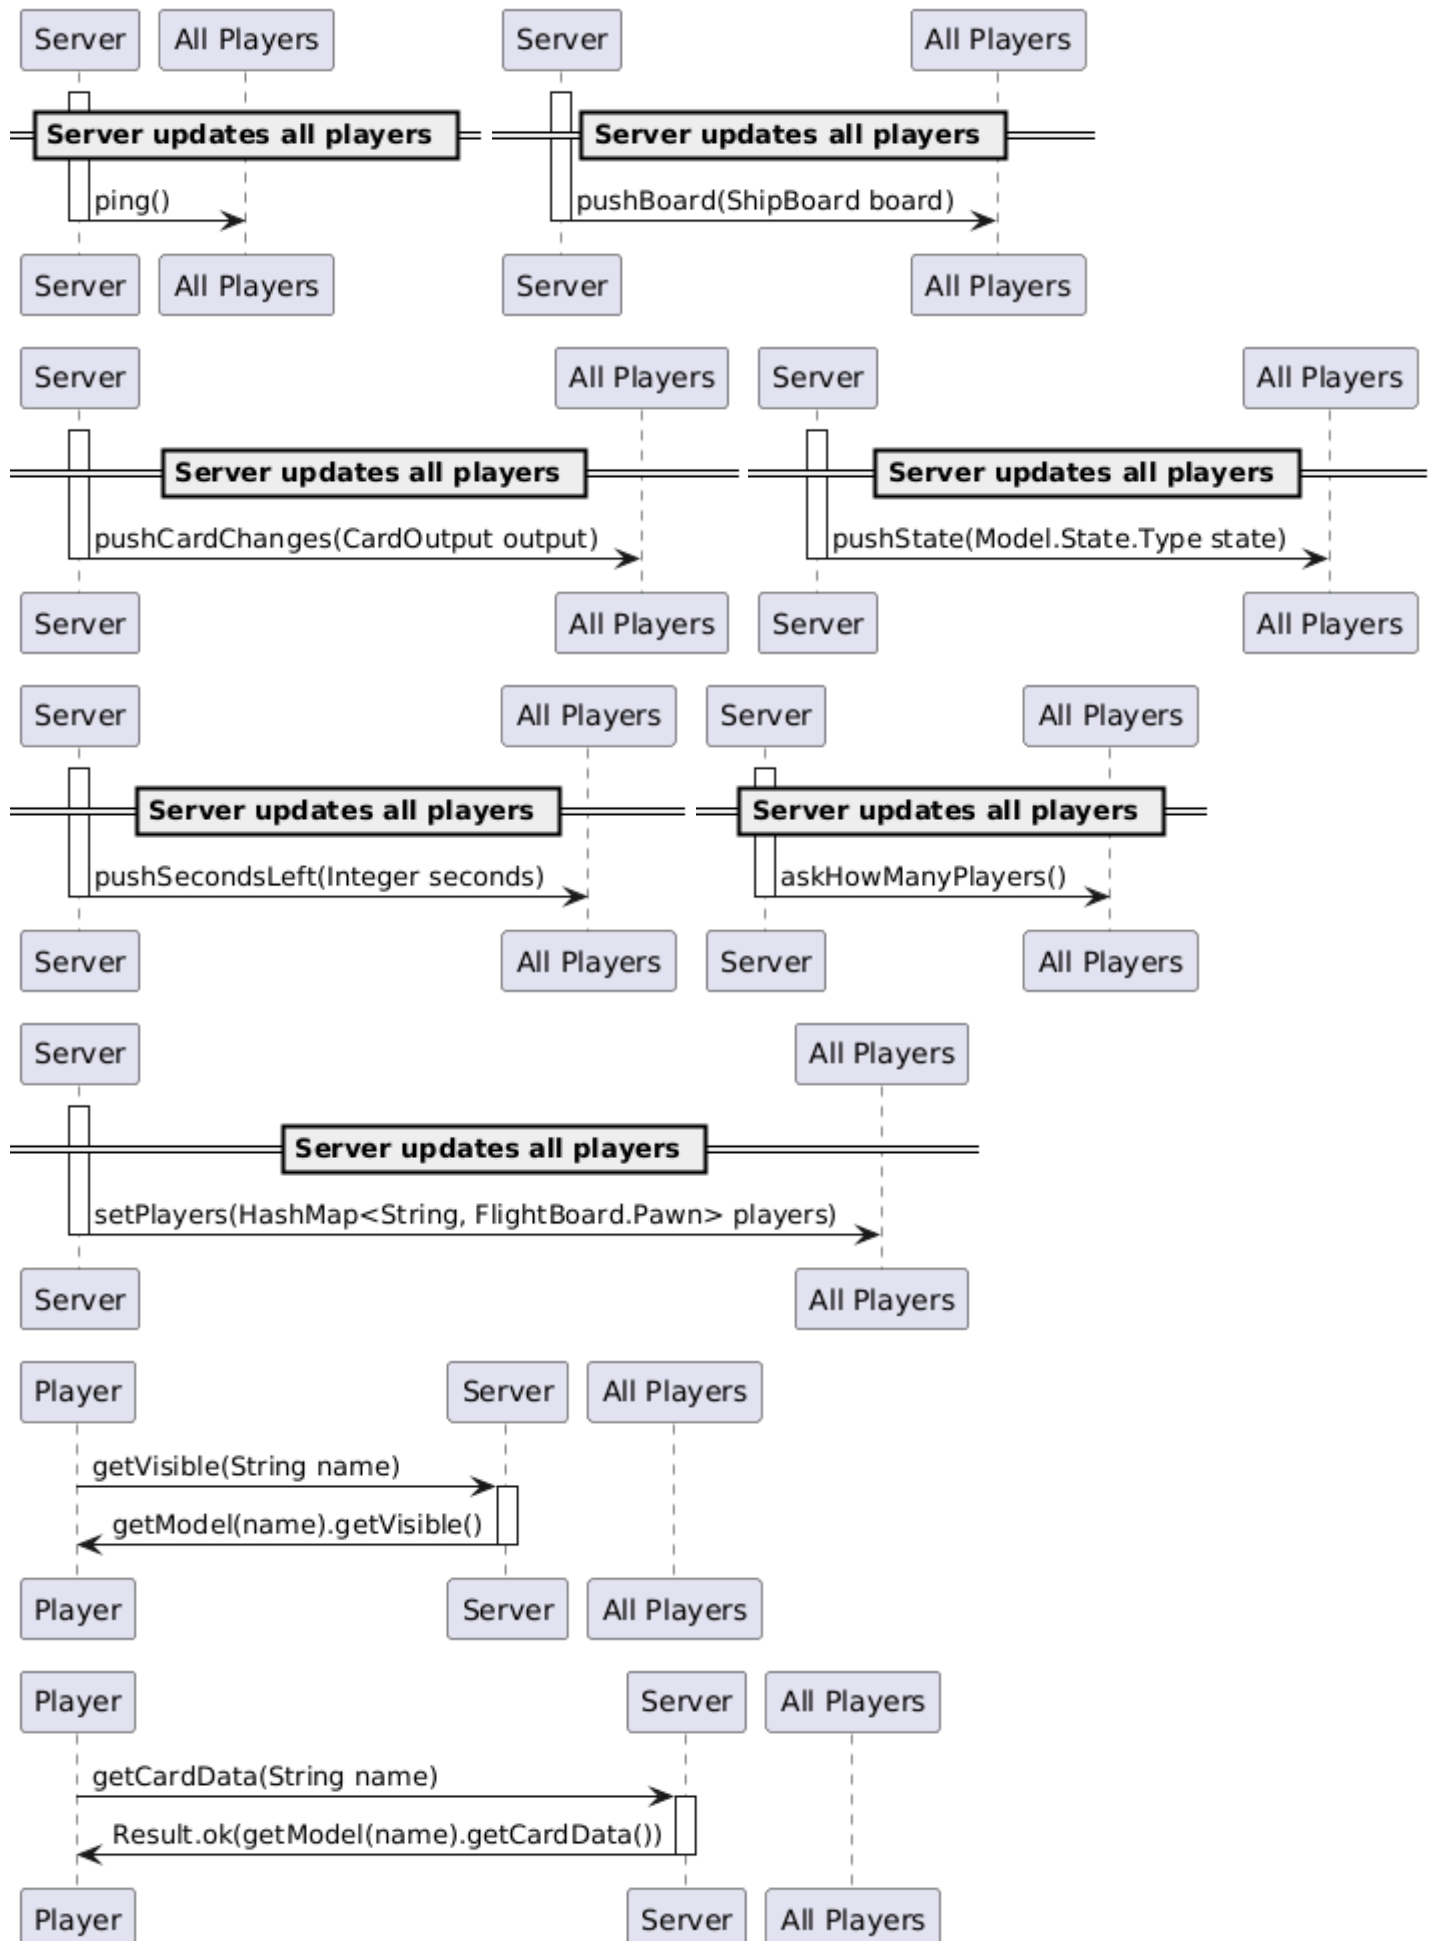 Server All Players Server All Players
Server updates all players Server updates all players
ping() pushBoard(ShipBoard board)
Server All Players Server All Players
Server All Players Server All Players
Server updates all players Server updates all players
pushCardChanges(CardOutput output) pushState(Model.State.Type state)
Server All Players Server All Players
Server All Players Server All Players
Server updates all players Server updates all players
pushSecondsLeft(Integer seconds) askHowManyPlayers()
Server All Players Server All Players
Server All Players
Server updates all players
setPlayers(HashMap<String, FlightBoard.Pawn> players)
Server All Players
Player Server All Players
getVisible(String name)
getModel(name).getVisible()
Player Server All Players
Player Server All Players
getCardData(String name)
Result.ok(getModel(name).getCardData())
Player Server All Players